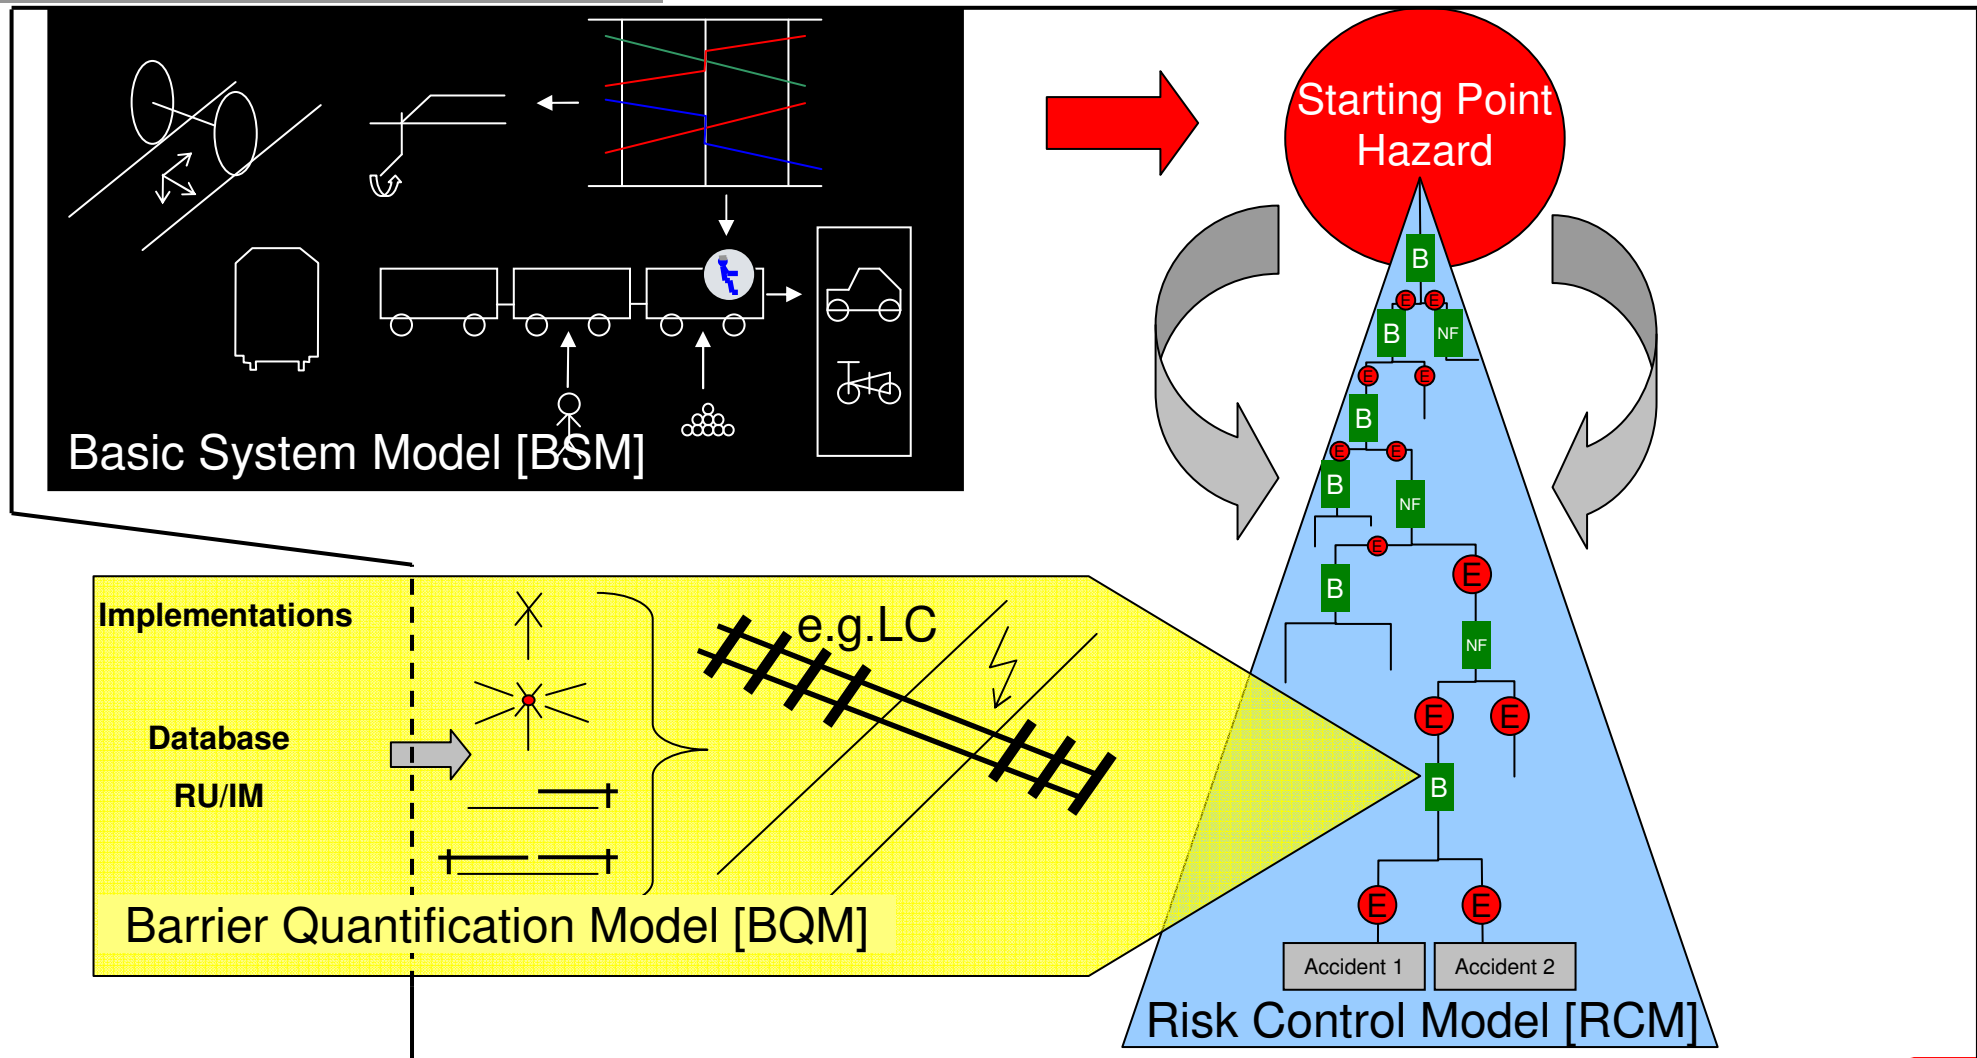 Starting Point
Hazard
Basic System Model [BSM]
B
E
E
B
NF
E
E
B
E
E
B
NF
E
E
B
NF
E
E
B
E
E
Accident 1
Accident 2
Risk Control Model [RCM]
Implementations
e.g.LC
Database
RU/IM
Barrier Quantification Model [BQM]